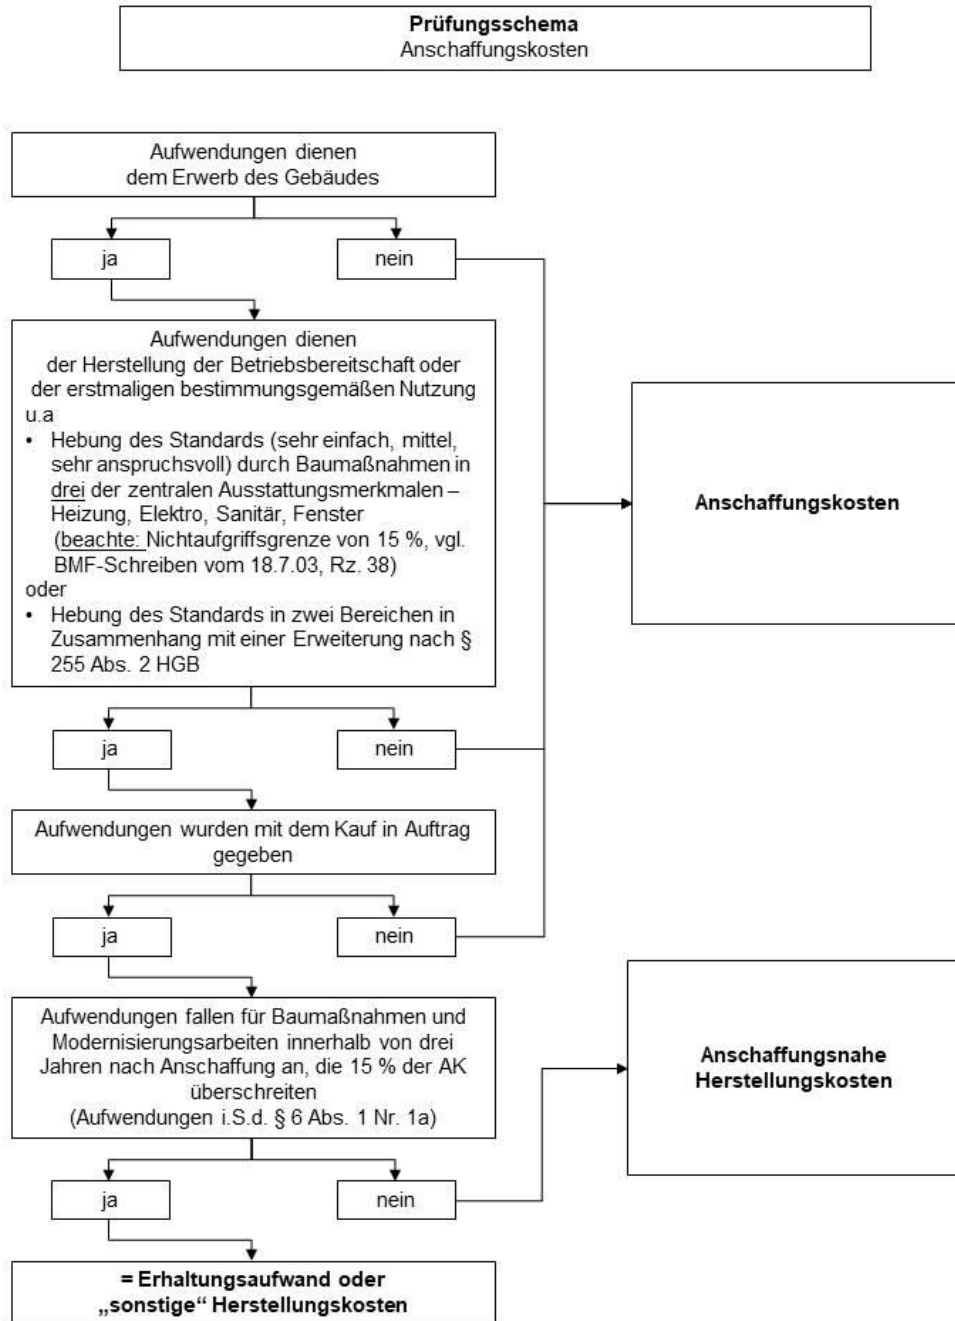 Prüfungsschema
Anschaffungskosten
Aufwendungen dienen
dem Erwerb des Gebäudes
ja
nein
Aufwendungen dienen
der Herstellung der Betriebsbereitschaft oder
der erstmaligen bestimmungsgemäßen Nutzung
u.a
• Hebung des Standards (sehr einfach, mittel,
sehr anspruchsvoll) durch Baumaßnahmen in
drei der zentralen Ausstattungsmerkmalen –
Heizung, Elektro, Sanitär, Fenster
(beachte: Nichtaufgriffsgrenze von 15 %, vgl.
BMF-Schreiben vom 18.7.03, Rz. 38)
oder
• Hebung des Standards in zwei Bereichen in
Zusammenhang mit einer Erweiterung nach §
255 Abs. 2 HGB
Anschaffungskosten
ja
nein
Aufwendungen wurden mit dem Kauf in Auftrag
gegeben
ja
nein
Aufwendungen fallen für Baumaßnahmen und
Modernisierungsarbeiten innerhalb von drei
Jahren nach Anschaffung an, die 15 % der AK
überschreiten
(Aufwendungen i.S.d. § 6 Abs. 1 Nr. 1a)
Anschaffungsnahe
Herstellungskosten
ja
nein
= Erhaltungsaufwand oder
„sonstige“ Herstellungskosten